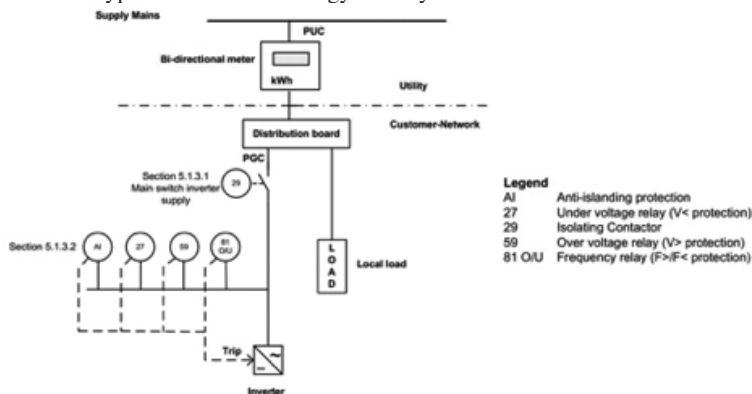 Supply Mains
PUC
Bi-directional meter
kWh
Utility
Customer-Network
Distribution board
PGC
Section 5.1.3.1
Main switch inverter
supply
29
Section 5.1.3.2
AI
27
59
81
O/U
L
O
A
D
Local load
Trip
Inverter
Legend
AI Anti-islanding protection
27 Under voltage relay (V< protection)
29 Isolating Contactor
59 Over voltage relay (V> protection)
81 O/U Frequency relay (F>/F< protection)